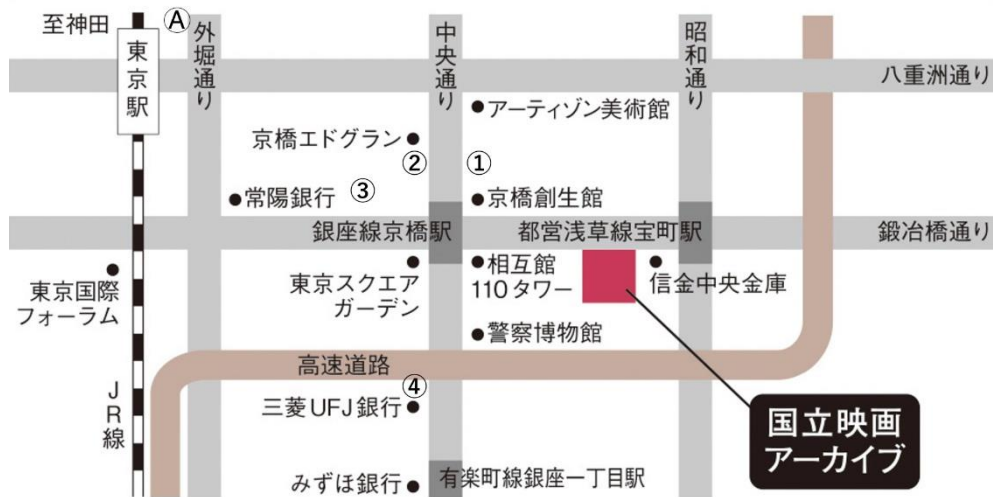 至神田
Ⓐ
東京駅
外堀通り
中央通り
昭和通り
八重洲通り
アーティゾン美術館
京橋エドグラン
②
①
常陽銀行
③
京橋創生館
銀座線京橋駅
都営浅草線宝町駅
鍛冶橋通り
東京国際
フォーラム
東京スクエア
ガーデン
相互館
110タワー
信金中央金庫
警察博物館
高速道路
④
三菱UFJ銀行
JR線
国立映画
アーカイブ
みずほ銀行
有楽町線銀座一丁目駅